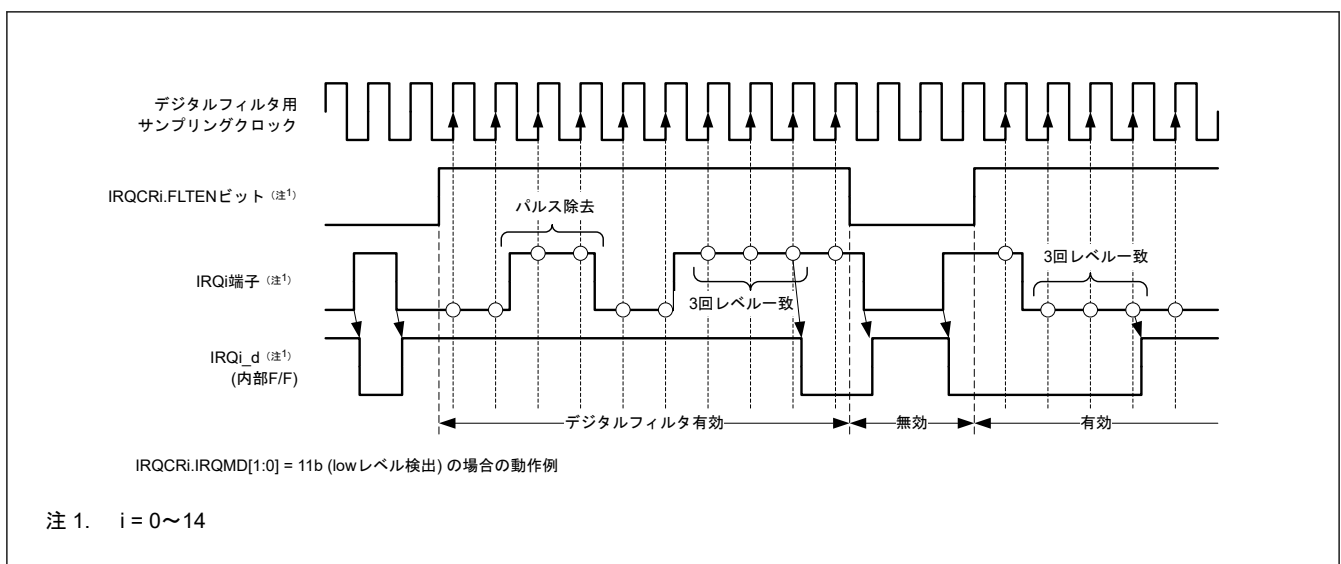 デジタルフィルタ用
サンプリングクロック
IRQCRi.FLTENビット（注1）
パルス除去
IRQi端子（注1）
3回レベル一致
3回レベル一致
IRQi_d（注1）
(内部F/F)
デジタルフィルタ有効
無効
有効
IRQCRi.IRQMD[1:0] = 11b (lowレベル検出) の場合の動作例
注 1. i = 0～14